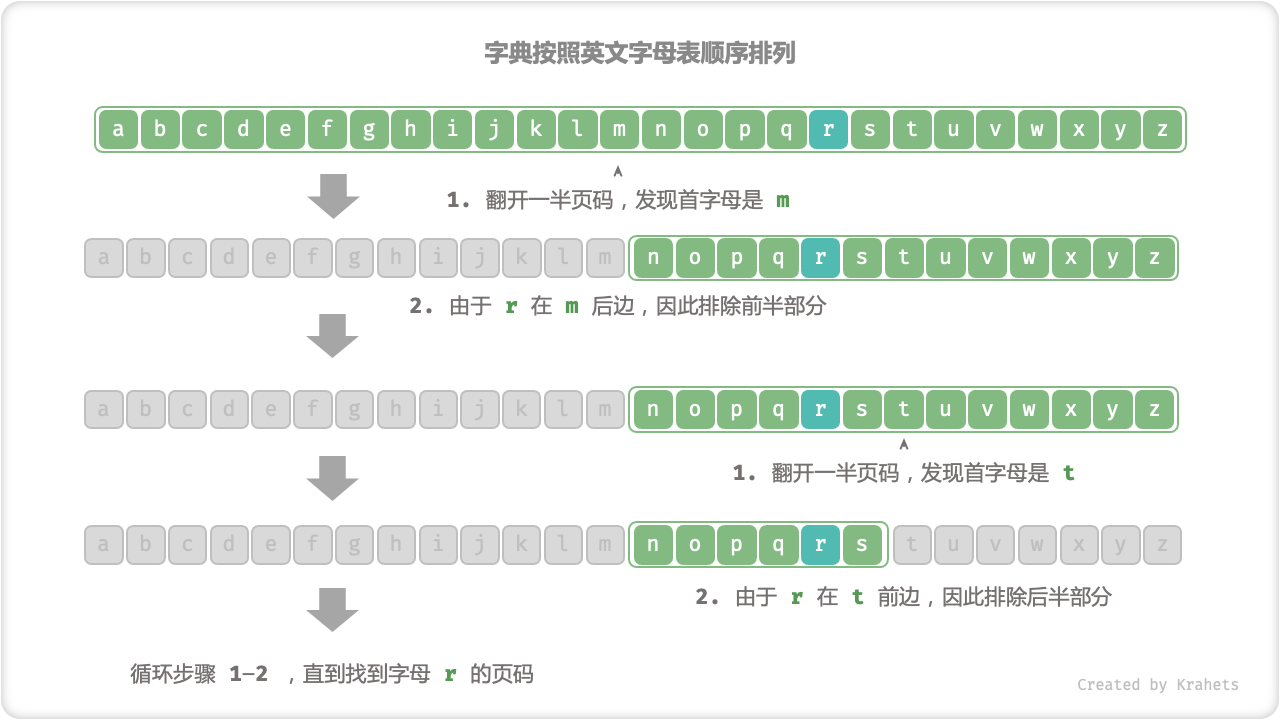 字典按照英文字母表顺序排列
a b c d e f g h i j k l m n o p q r s t u v w x y z
1. 翻开一半页码，发现首字母是 m
a b c d e f g h i j k l m n o p q r s t u v w x y z
2. 由于 r 在 m 后边，因此排除前半部分
a b c d e f g h i j k l m n o p q r s t u v w x y z
1. 翻开一半页码，发现首字母是 t
a b c d e f g h i j k l m n o p q r s t u v w x y z
2. 由于 r 在 t 前边，因此排除后半部分
循环步骤 1–2 ，直到找到字母 r 的页码
Created by Krahets